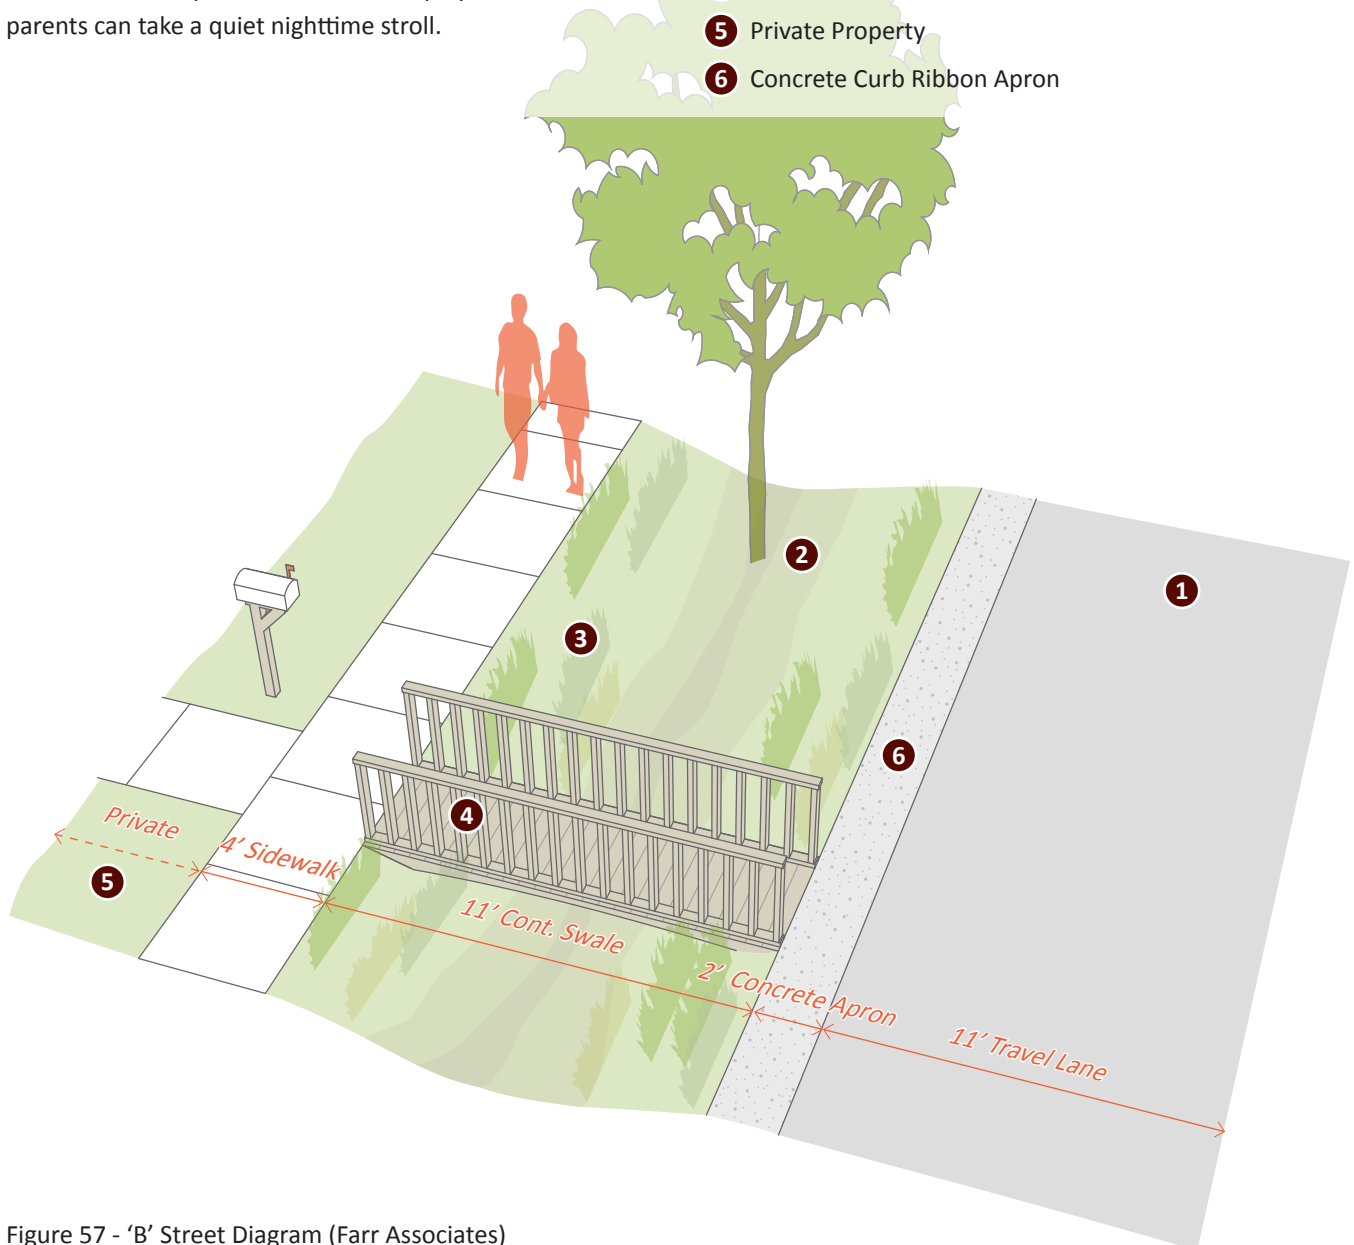 parents can take a quiet nighttime stroll.
5 Private Property
6 Concrete Curb Ribbon Apron
2
1
3
6
4
Private
4’ Sidewalk
5
11’ Cont. Swale
2’ Concrete Apron
11’ Travel Lane
Figure 57 - ‘B’ Street Diagram (Farr Associates)